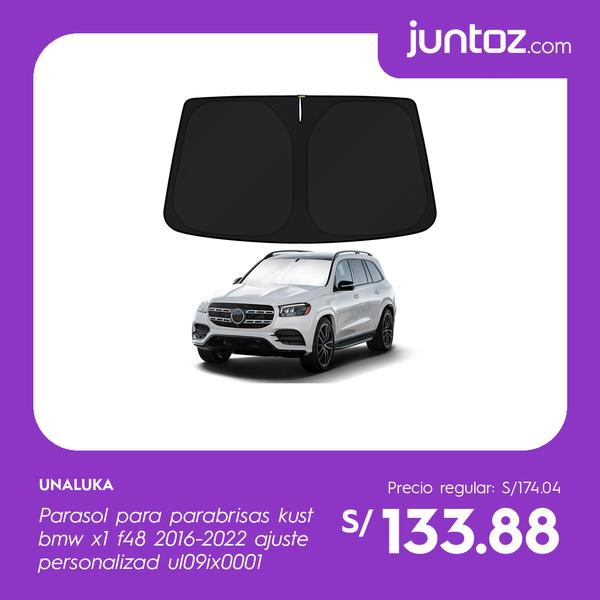 juntoz.com
UNALUKA
Parasol para parabrisas kust
bmw x1 f48 2016-2022 ajuste
personalizad ul09ix0001
Precio regular: S/174.04
S/133.88